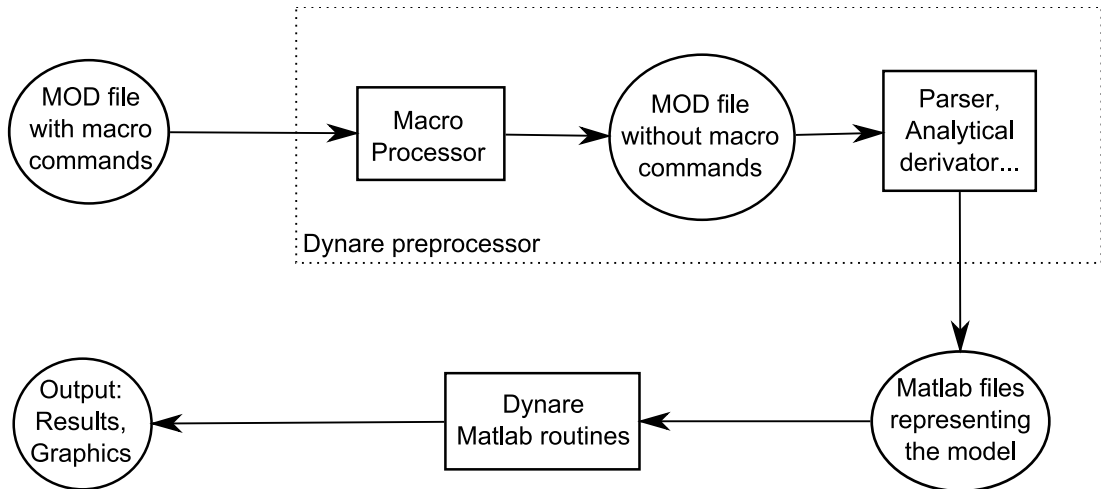 MOD file
with macro
commands
Macro
Processor
MOD file
without macro
commands
Parser,
Analytical
derivator...
Dynare preprocessor
Output:
Results,
Graphics
Dynare
Matlab routines
Matlab files
representing
the model